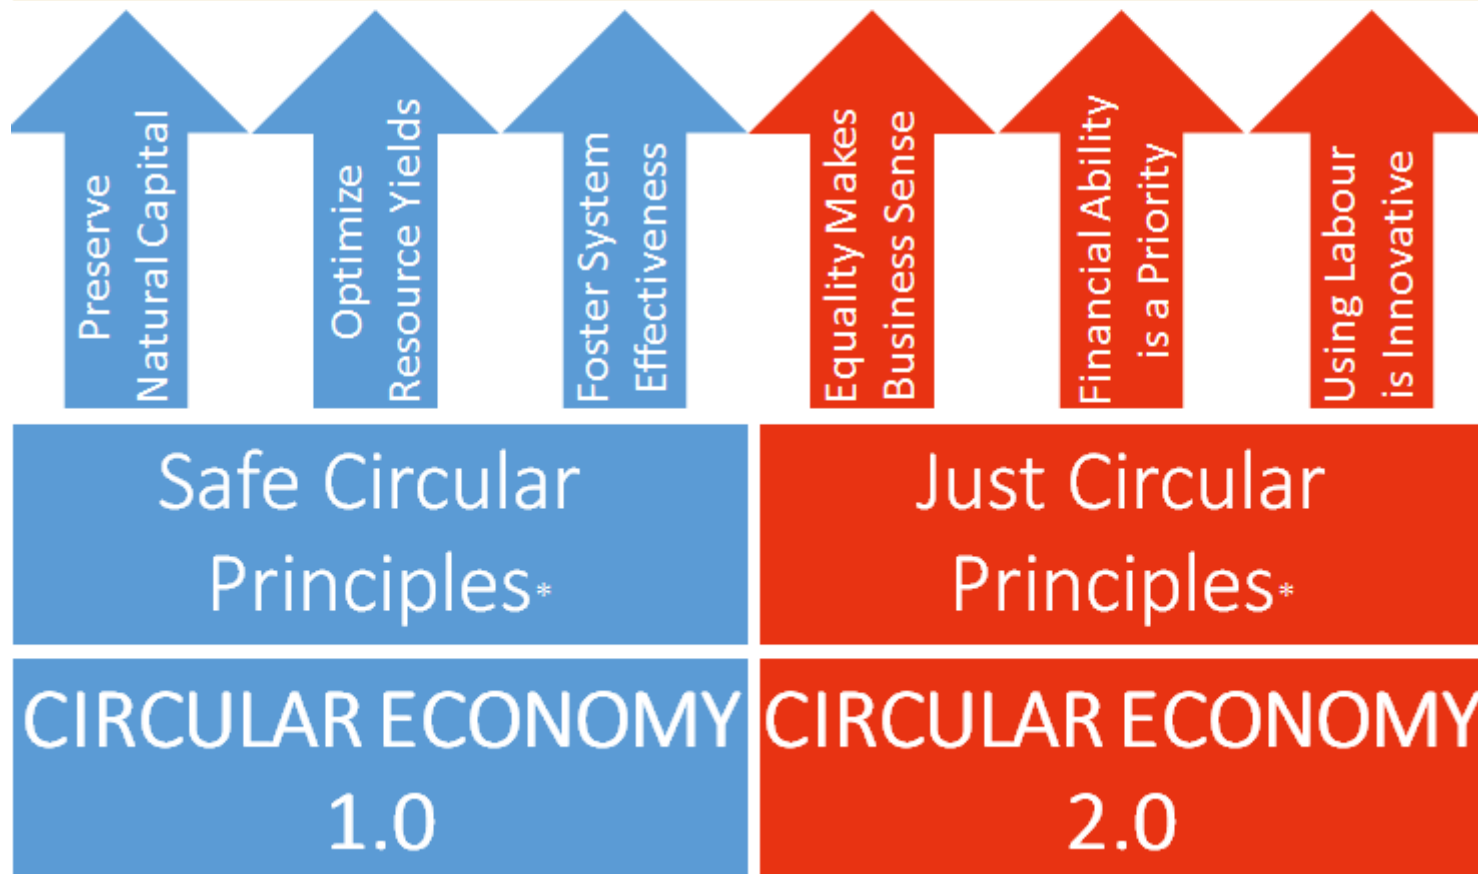 Preserve
Natural Capital
Optimize
Resource Yields
Foster System
Effectiveness
Equality Makes
Business Sense
Financial Ability
is a Priority
Using Labour
is Innovative
Safe Circular
Principles*
Just Circular
Principles*
CIRCULAR ECONOMY
1.0
CIRCULAR ECONOMY
2.0